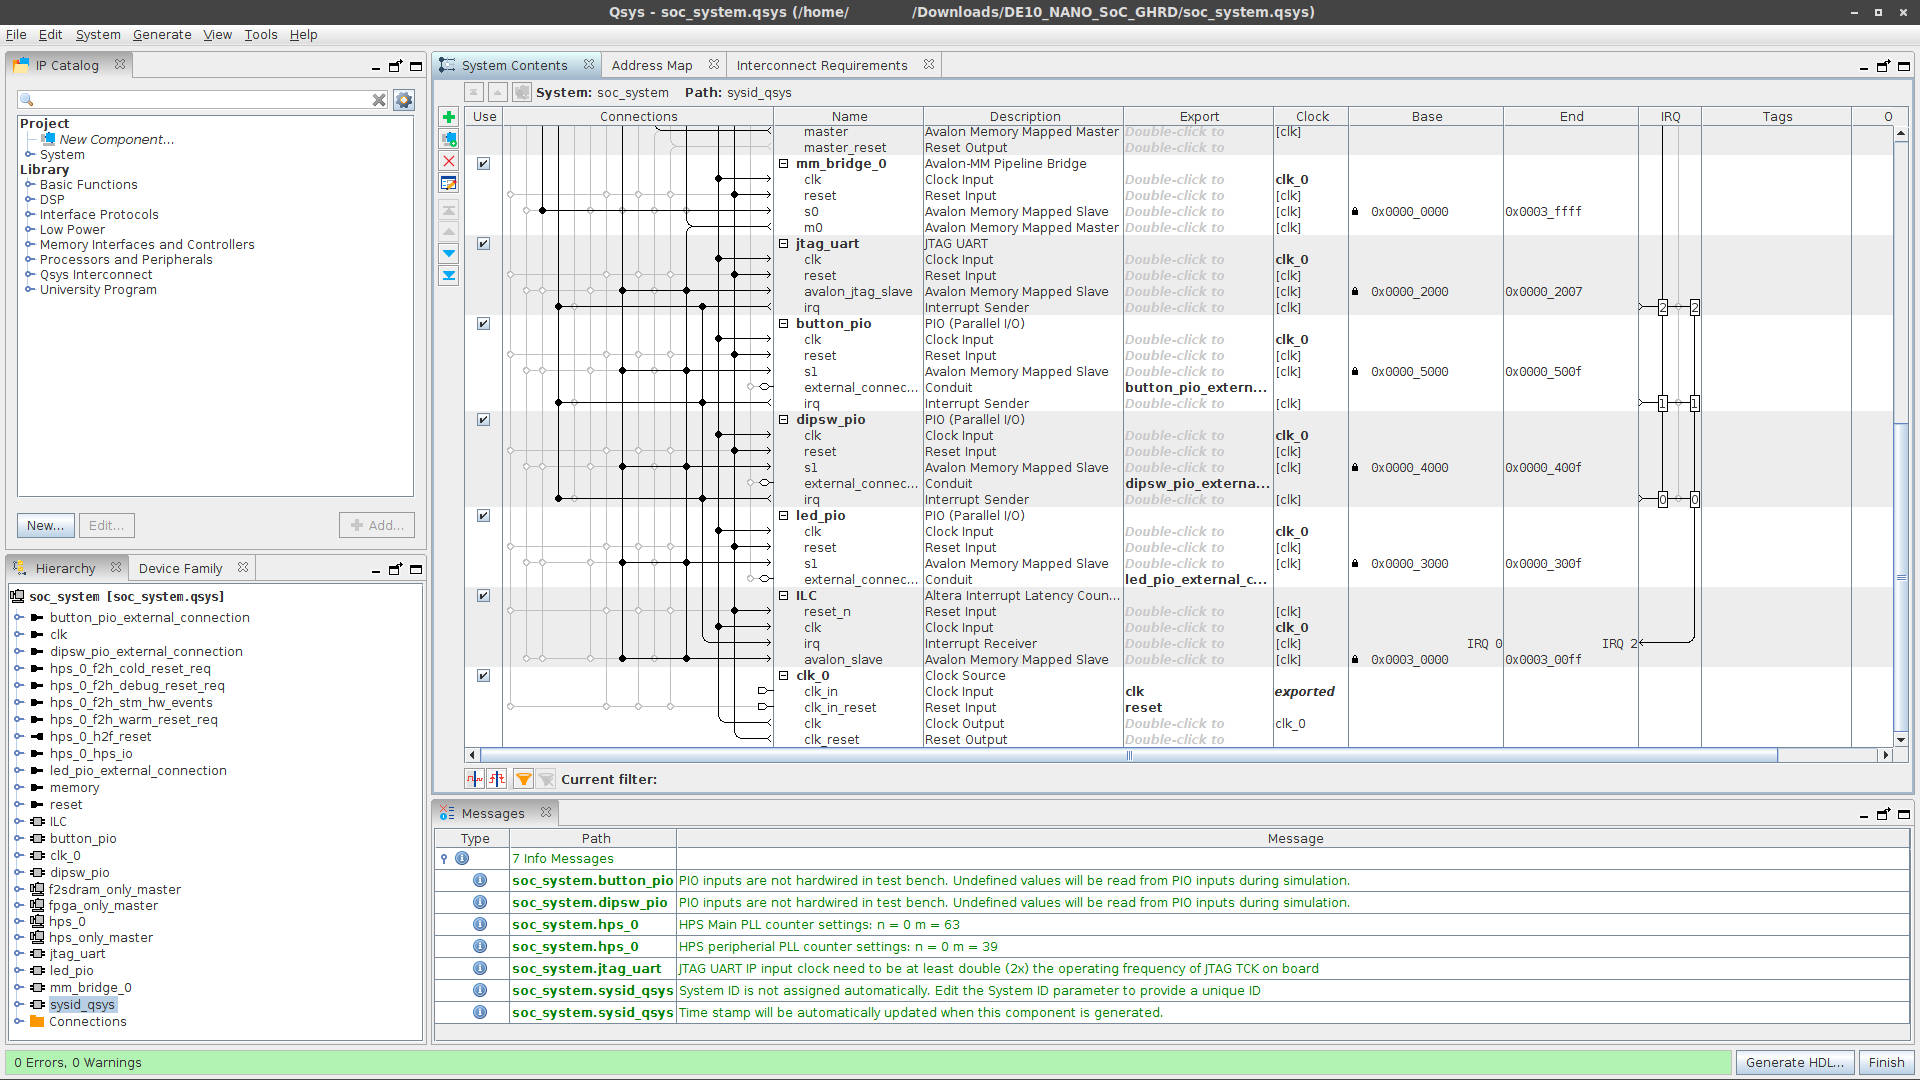 Qsys - soc_system.qsys (/home/ /Downloads/DE10_NANO_SoC_GHRD/soc_system.qsys)
File Edit System Generate View Tools Help
IP Catalog
Project
New Component...
System
Library
Basic Functions
DSP
Interface Protocols
Low Power
Memory Interfaces and Controllers
Processors and Peripherals
Qsys Interconnect
University Program
New... Edit... Add...
Hierarchy Device Family
soc_system [soc_system.qsys]
button_pio_external_connection
clk
dipsw_pio_external_connection
hps_0_f2h_cold_reset_req
hps_0_f2h_debug_reset_req
hps_0_f2h_stm_hw_events
hps_0_f2h_warm_reset_req
hps_0_h2f_reset
hps_0_hps_io
led_pio_external_connection
memory
reset
ILC
button_pio
clk_0
dipsw_pio
f2sdram_only_master
fpga_only_master
hps_0
hps_only_master
jtag_uart
led_pio
mm_bridge_0
sysid_qsys
Connections
System Contents Address Map Interconnect Requirements
System: soc_system Path: sysid_qsys
Use Connections Name Description Export Clock Base End IRQ Tags O
master Avalon Memory Mapped Master Double-click to [clk]
master_reset Reset Output Double-click to
mm_bridge_0 Avalon-MM Pipeline Bridge
clk Clock Input Double-click to clk_0
reset Reset Input Double-click to [clk]
s0 Avalon Memory Mapped Slave Double-click to [clk] 0x0000_0000 0x0003_ffff
m0 Avalon Memory Mapped Master Double-click to [clk]
jtag_uart JTAG UART
clk Clock Input Double-click to clk_0
reset Reset Input Double-click to [clk]
avalon_jtag_slave Avalon Memory Mapped Slave Double-click to [clk] 0x0000_2000 0x0000_2007
irq Interrupt Sender Double-click to [clk] 2 2
button_pio PIO (Parallel I/O)
clk Clock Input Double-click to clk_0
reset Reset Input Double-click to [clk]
s1 Avalon Memory Mapped Slave Double-click to [clk] 0x0000_5000 0x0000_500f
external_connec... Conduit button_pio_extern...
irq Interrupt Sender Double-click to [clk] 1 1
dipsw_pio PIO (Parallel I/O)
clk Clock Input Double-click to clk_0
reset Reset Input Double-click to [clk]
s1 Avalon Memory Mapped Slave Double-click to [clk] 0x0000_4000 0x0000_400f
external_connec... Conduit dipsw_pio_externa...
irq Interrupt Sender Double-click to [clk] 0 0
led_pio PIO (Parallel I/O)
clk Clock Input Double-click to clk_0
reset Reset Input Double-click to [clk]
s1 Avalon Memory Mapped Slave Double-click to [clk] 0x0000_3000 0x0000_300f
external_connec... Conduit led_pio_external_c...
ILC Altera Interrupt Latency Coun...
reset_n Reset Input Double-click to [clk]
clk Clock Input Double-click to clk_0
irq Interrupt Receiver Double-click to [clk] IRQ 0 IRQ 2
avalon_slave Avalon Memory Mapped Slave Double-click to [clk] 0x0003_0000 0x0003_00ff
clk_0 Clock Source
clk_in Clock Input clk exported
clk_in_reset Reset Input reset
clk Clock Output Double-click to clk_0
clk_reset Reset Output Double-click to
Current filter:
Messages
Type Path Message
7 Info Messages
soc_system.button_pio PIO inputs are not hardwired in test bench. Undefined values will be read from PIO inputs during simulation.
soc_system.dipsw_pio PIO inputs are not hardwired in test bench. Undefined values will be read from PIO inputs during simulation.
soc_system.hps_0 HPS Main PLL counter settings: n = 0 m = 63
soc_system.hps_0 HPS peripherial PLL counter settings: n = 0 m = 39
soc_system.jtag_uart JTAG UART IP input clock need to be at least double (2x) the operating frequency of JTAG TCK on board
soc_system.sysid_qsys System ID is not assigned automatically. Edit the System ID parameter to provide a unique ID
soc_system.sysid_qsys Time stamp will be automatically updated when this component is generated.
0 Errors, 0 Warnings Generate HDL... Finish